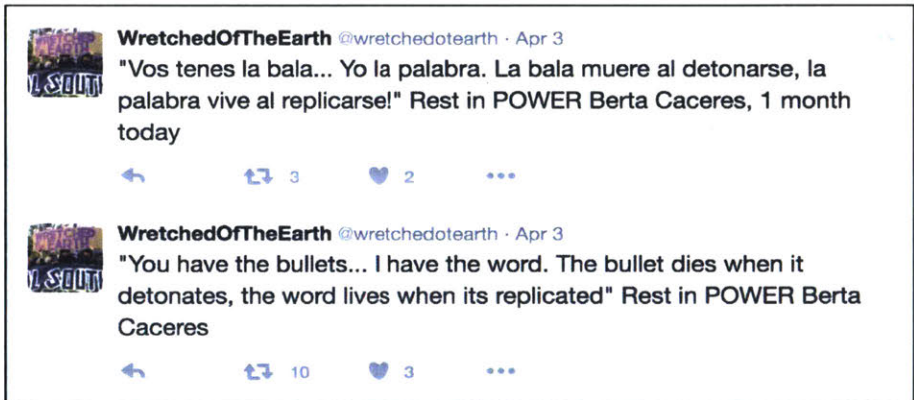 WretchedOfTheEarth @wretchedotearth · Apr 3
"Vos tenes la bala... Yo la palabra. La bala muere al detonarse, la
palabra vive al replicarse!" Rest in POWER Berta Caceres, 1 month
today
3 2
WretchedOfTheEarth @wretchedotearth · Apr 3
"You have the bullets... I have the word. The bullet dies when it
detonates, the word lives when its replicated" Rest in POWER Berta
Caceres
10 3